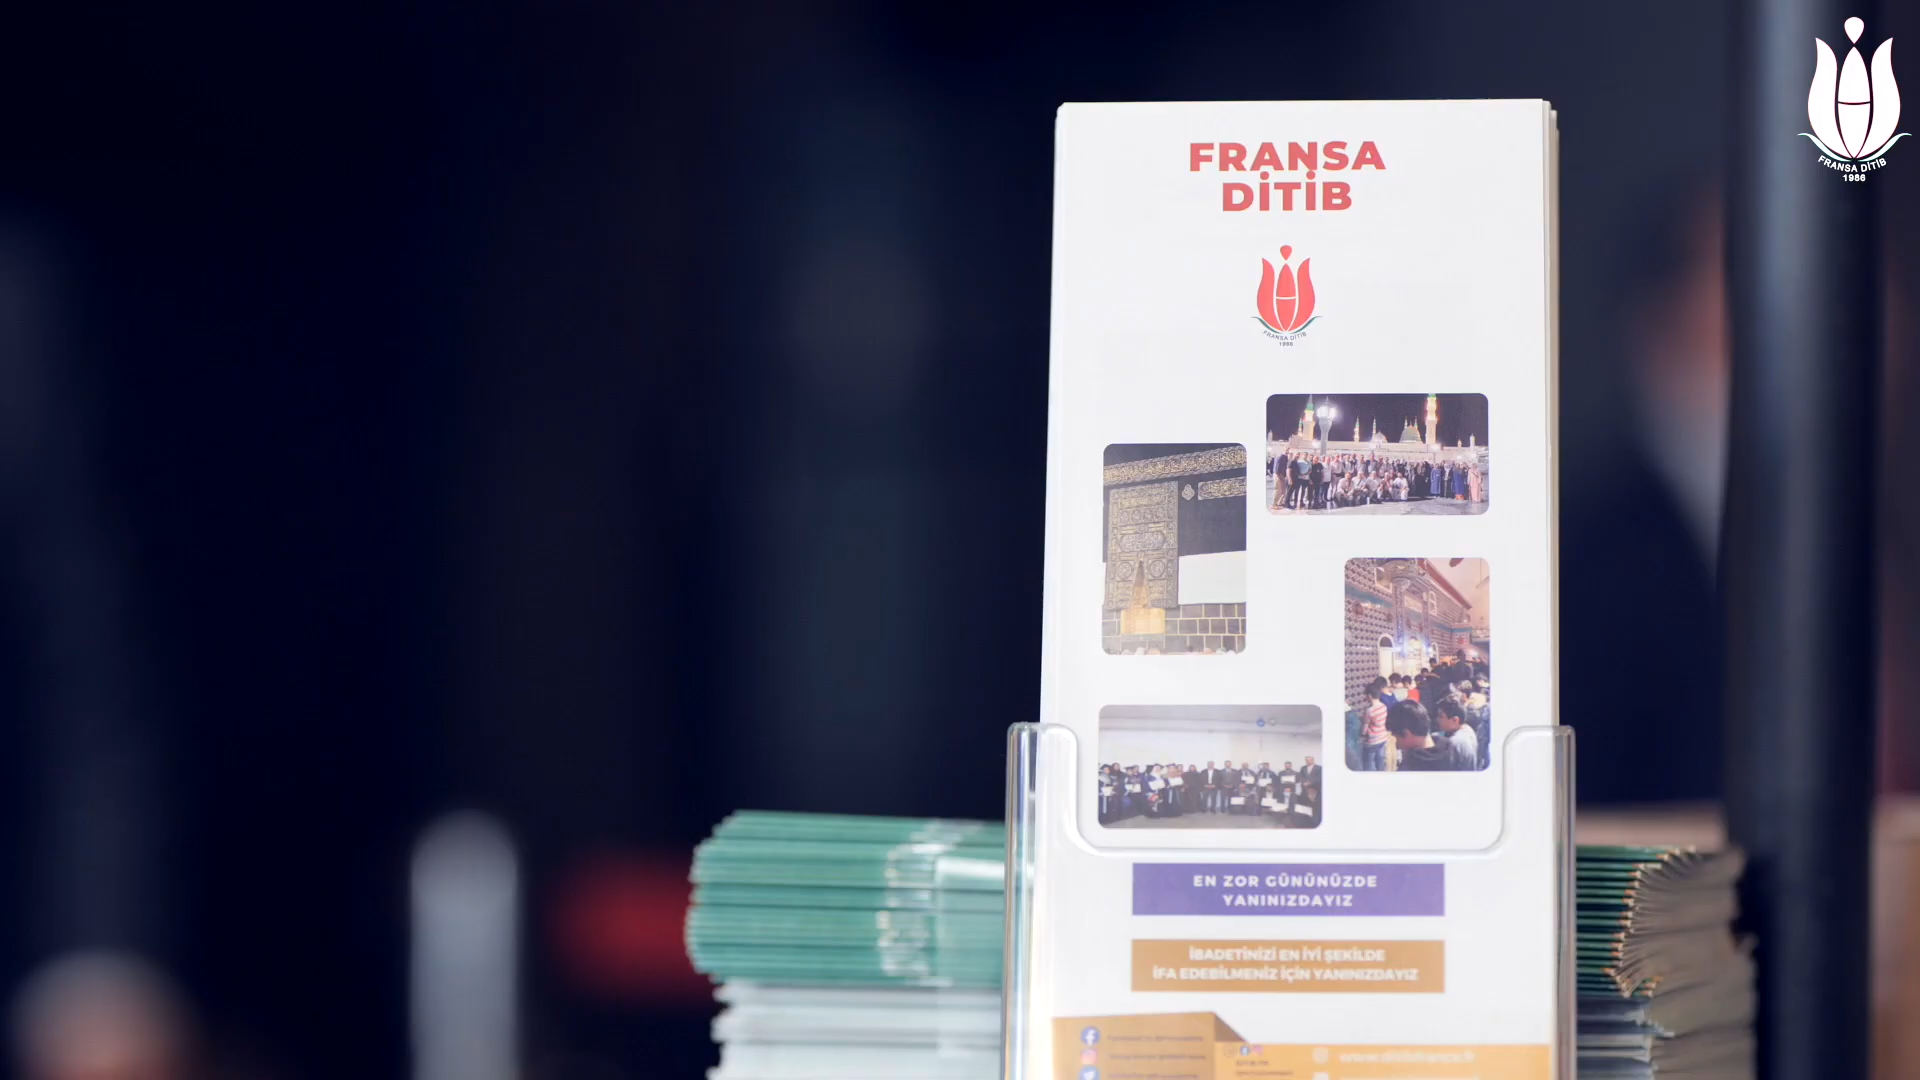 FRANSA DİTİB
1986
FRANSA
DİTİB
FRANSA DİTİB
1986
EN ZOR GÜNÜNÜZDE
YANINIZDAYIZ
İBADETİNİZİ EN İYİ ŞEKİLDE
İFA EDEBİLMENİZ İÇİN YANINIZDAYIZ